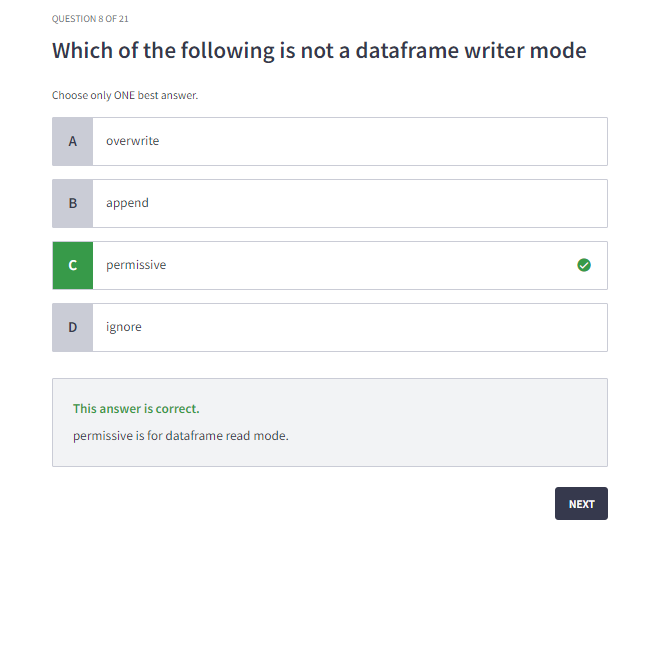 QUESTION 8 OF 21
Which of the following is not a dataframe writer mode
Choose only ONE best answer.
A overwrite
B append
C permissive
D ignore
This answer is correct.
permissive is for dataframe read mode.
NEXT